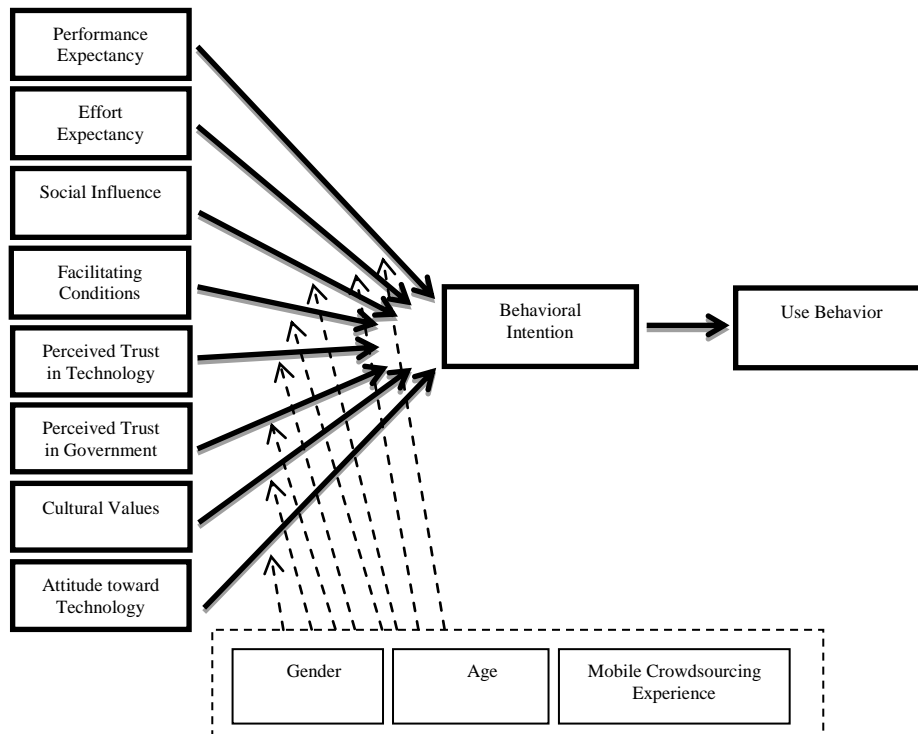 Performance
Expectancy
Effort
Expectancy
Social Influence
Facilitating
Conditions
Perceived Trust
in Technology
Perceived Trust
in Government
Cultural Values
Attitude toward
Technology
Behavioral
Intention
Use Behavior
Gender
Age
Mobile Crowdsourcing
Experience